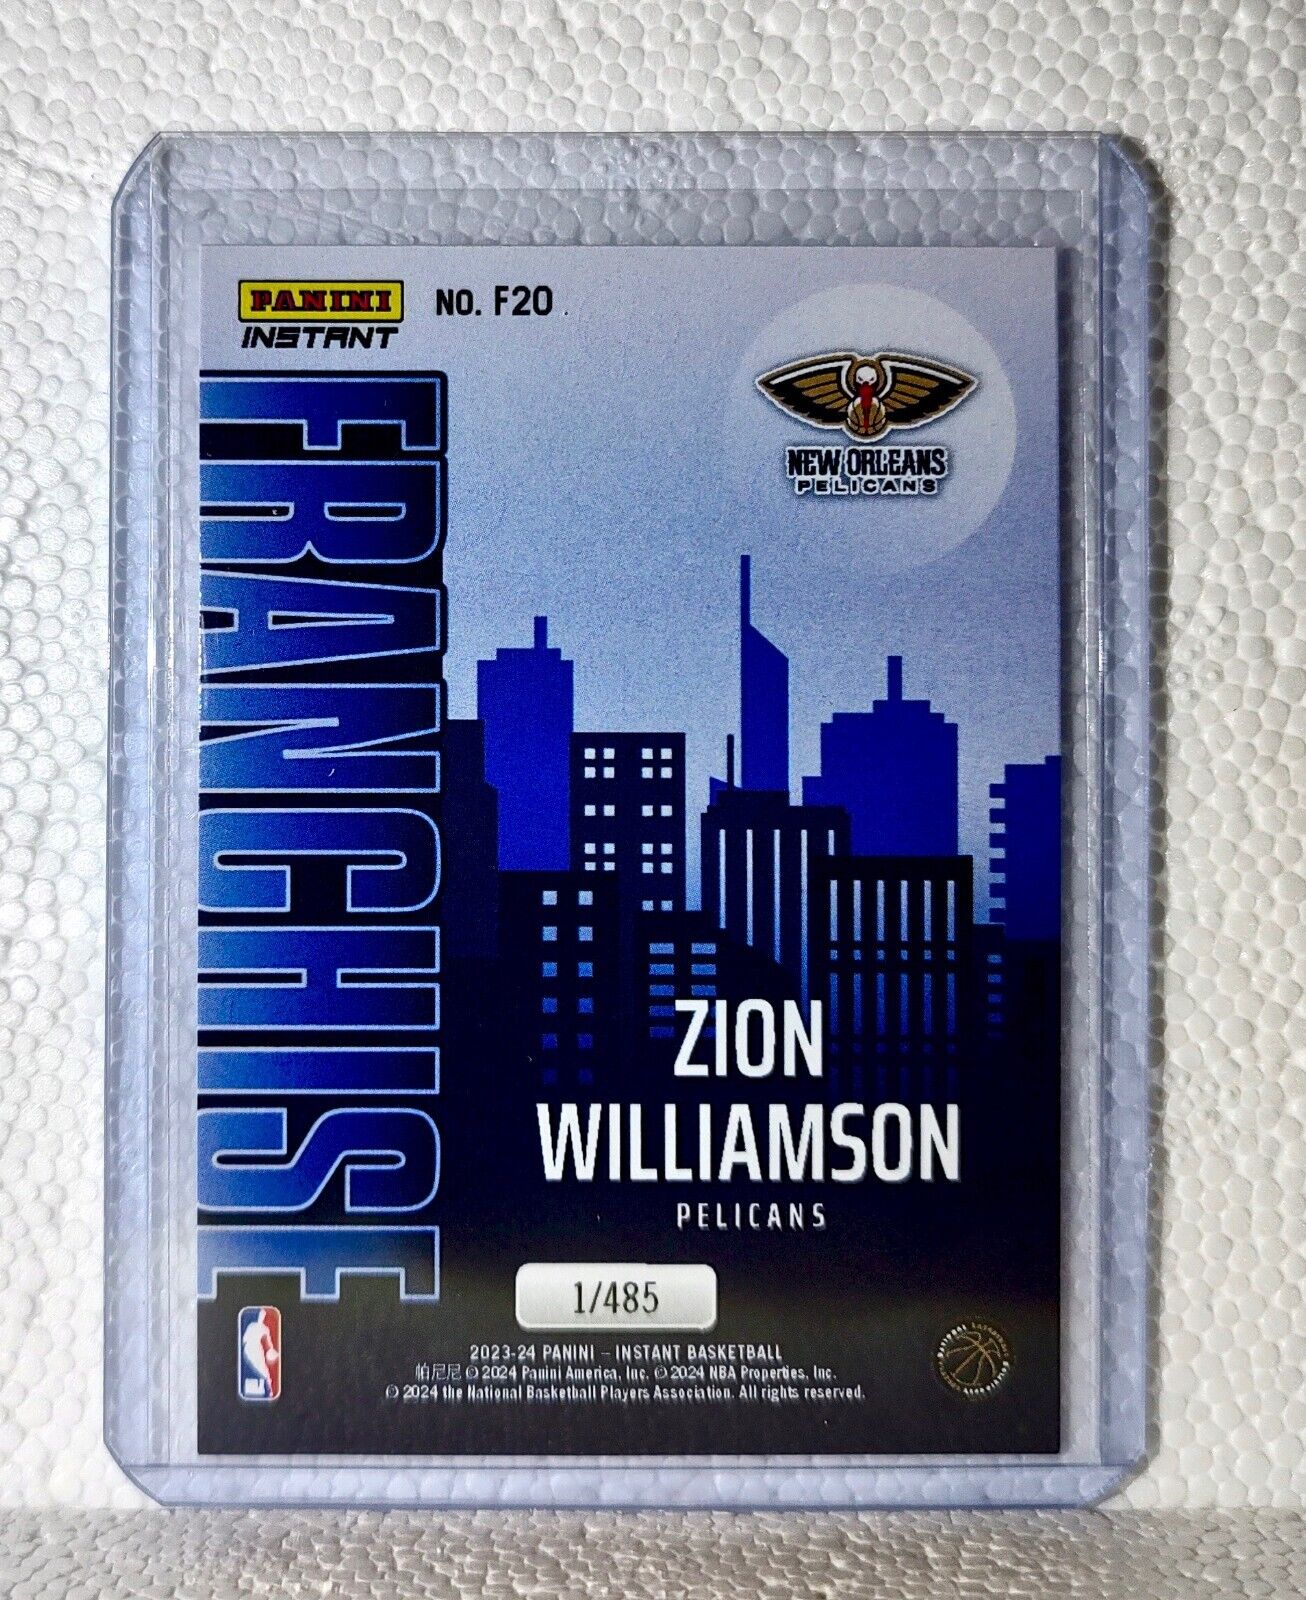 PANINI NO. F20
INSTANT
FRANCHISE
NEW ORLEANS
PELICANS
ZION
WILLIAMSON
PELICANS
1/485
2023-24 PANINI – INSTANT BASKETBALL
帕尼尼 © 2024 Panini America, Inc. © 2024 NBA Properties, Inc.
© 2024 the National Basketball Players Association. All rights reserved.